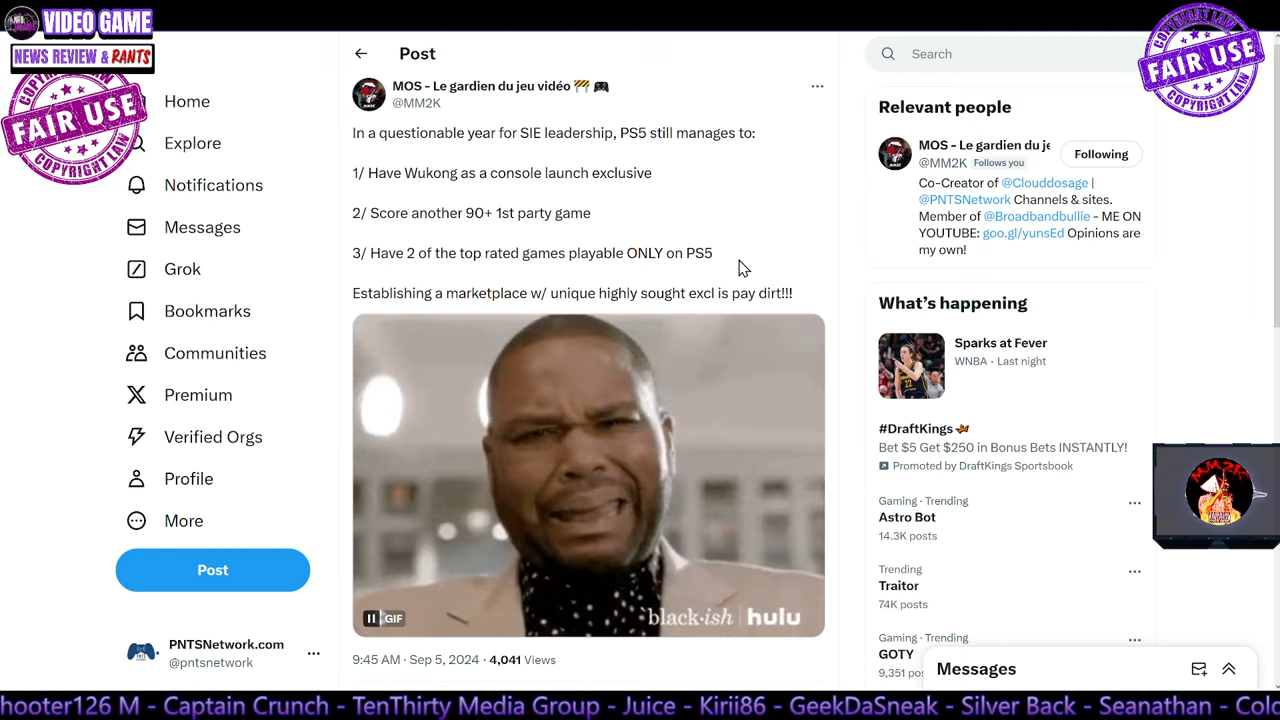 VIDEO GAME
NEWS REVIEW & RANTS
COPYRIGHT LAW
FAIR USE
COPYRIGHT LAW
Home
Explore
Notifications
Messages
Grok
Bookmarks
Communities
Premium
Verified Orgs
Profile
More
Post
PNTSNetwork.com
@pntsnetwork
Post
MOS - Le gardien du jeu vidéo 🚧 🎮
@MM2K
In a questionable year for SIE leadership, PS5 still manages to:
1/ Have Wukong as a console launch exclusive
2/ Score another 90+ 1st party game
3/ Have 2 of the top rated games playable ONLY on PS5
Establishing a marketplace w/ unique highly sought excl is pay dirt!!!
GIF
black-ish hulu
9:45 AM · Sep 5, 2024 · 4,041 Views
Search
COPYRIGHT LAW
FAIR USE
COPYRIGHT LAW
Relevant people
MOS - Le gardien du je
@MM2K Follows you
Following
Co-Creator of @Clouddosage |
@PNTSNetwork Channels & sites.
Member of @Broadbandbullie - ME ON
YOUTUBE: goo.gl/yunsEd Opinions are
my own!
What's happening
Sparks at Fever
WNBA · Last night
#DraftKings
Bet $5 Get $250 in Bonus Bets INSTANTLY!
Promoted by DraftKings Sportsbook
Gaming · Trending
Astro Bot
14.3K posts
Trending
Traitor
74K posts
Gaming · Trending
GOTY
9,351 pos
Messages
MM2K
hooter126 M - Captain Crunch - TenThirty Media Group - Juice - Kirii86 - GeekDaSneak - Silver Back - Seanathan - Col